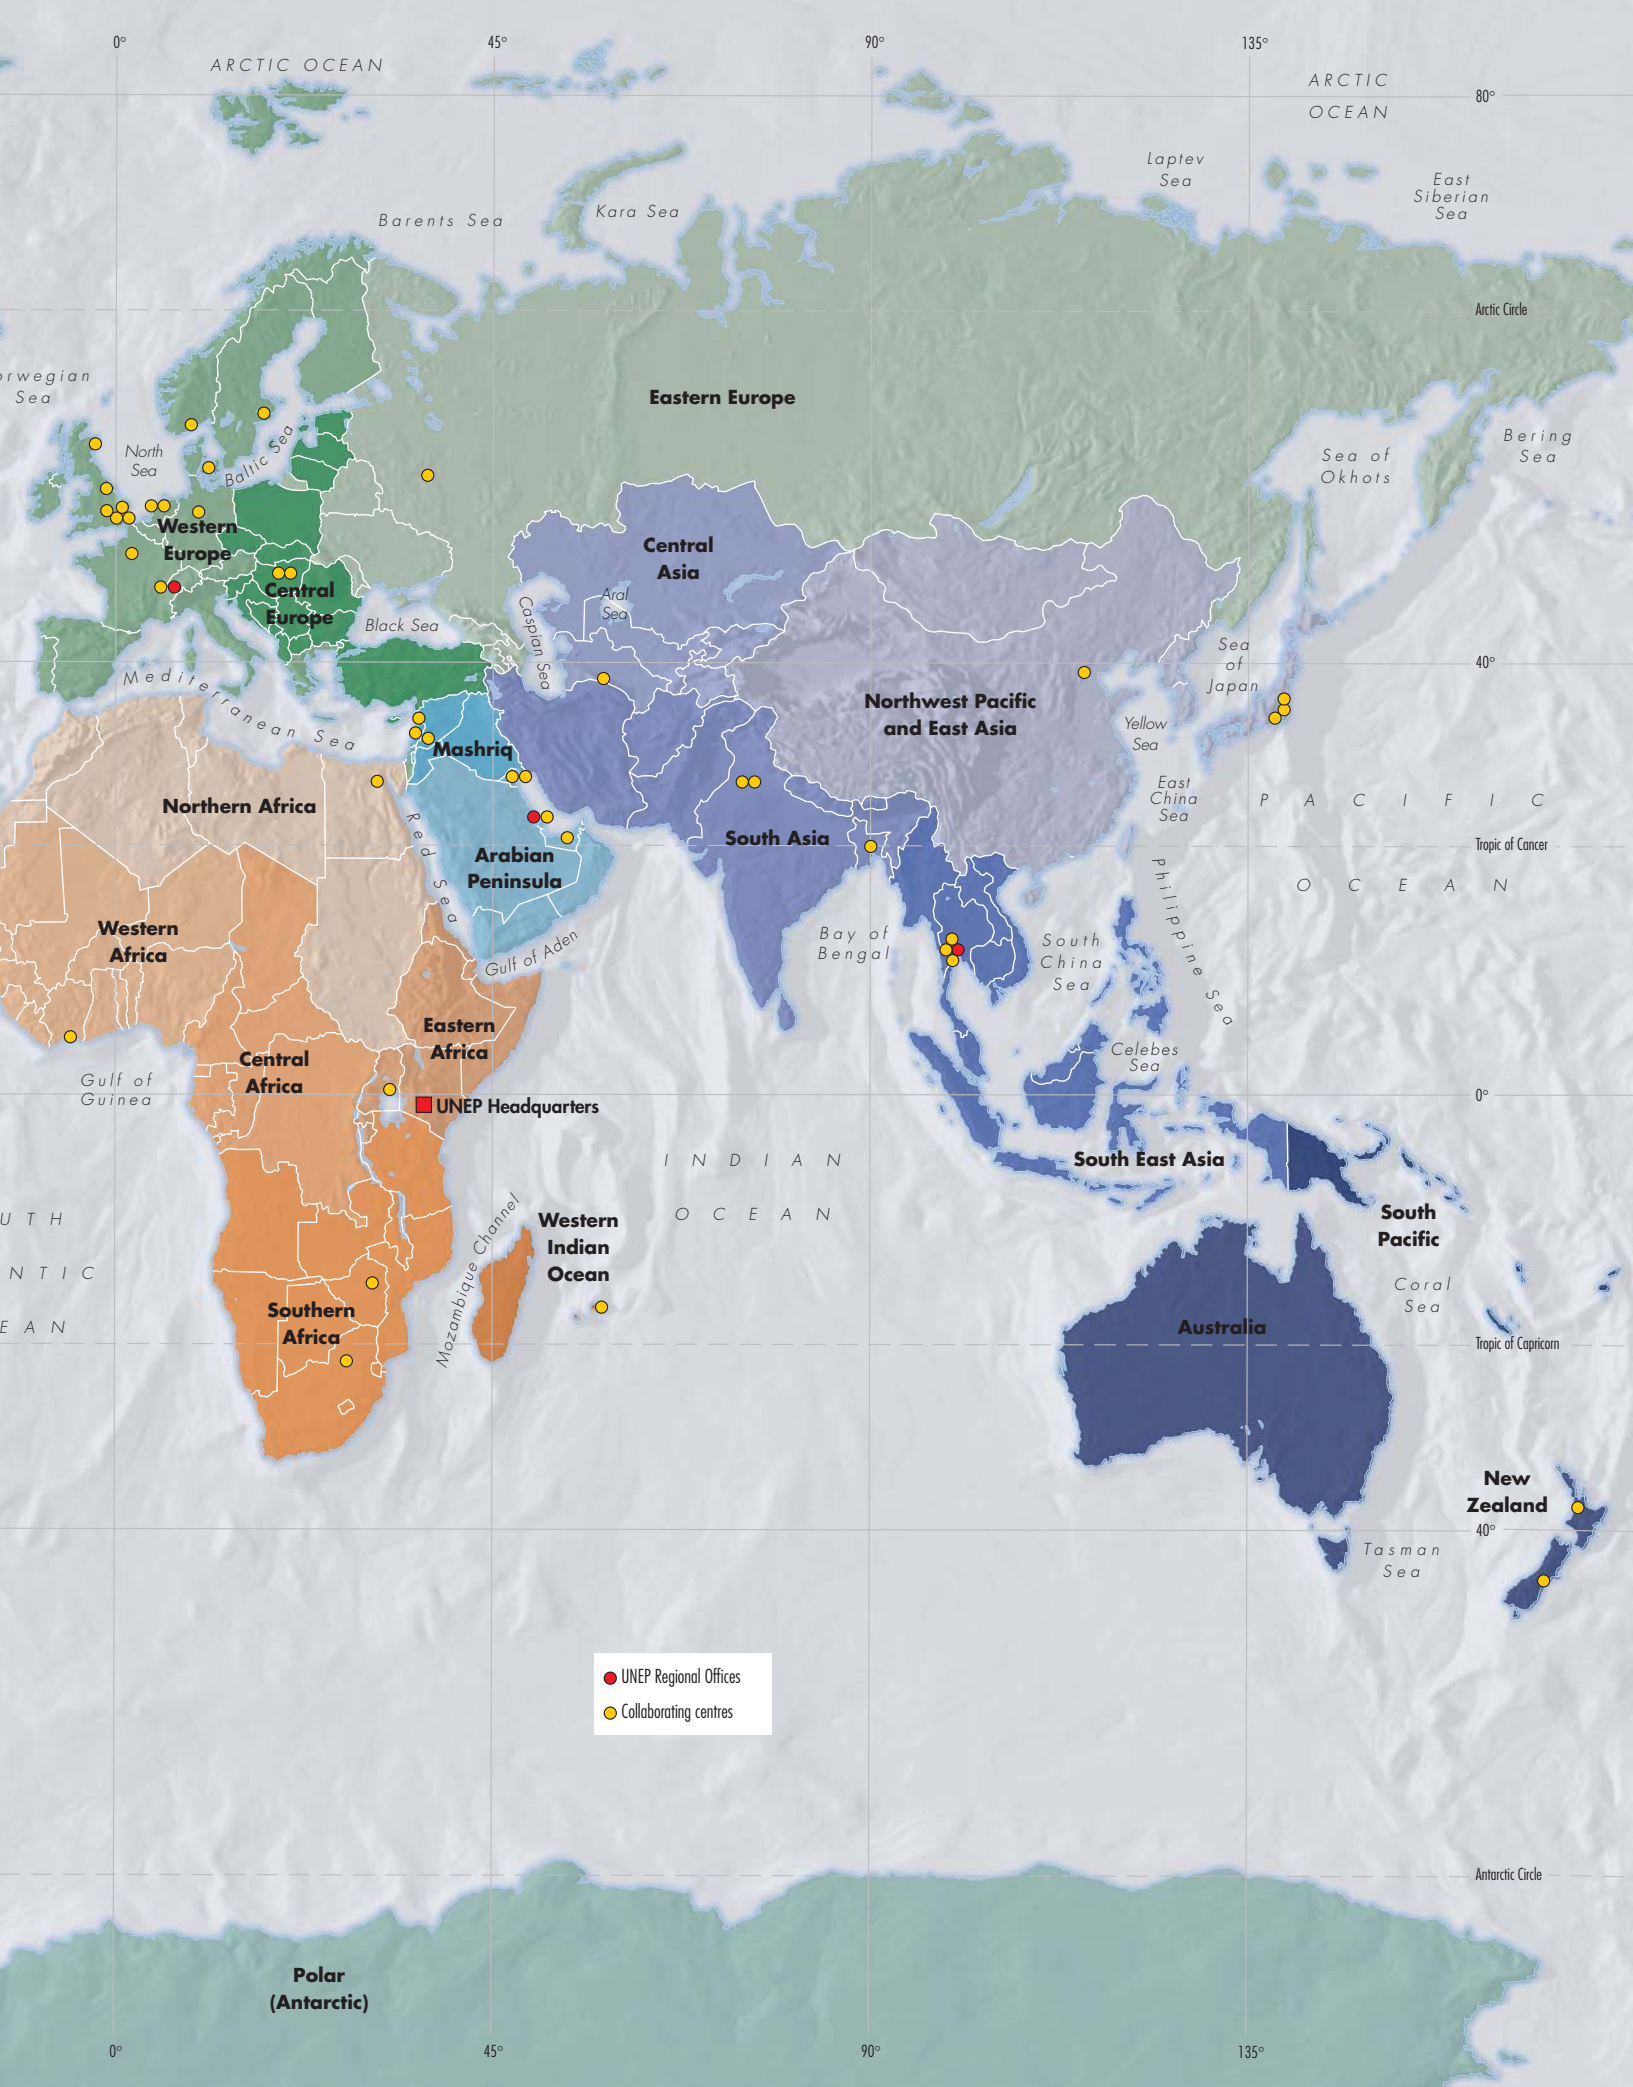 0°
45°
90°
135°
ARCTIC OCEAN
ARCTIC
OCEAN
80°
Laptev
Sea
East
Siberian
Sea
Kara Sea
Barents Sea
Arctic Circle
orwegian
Sea
Eastern Europe
Bering
Sea
Sea of
Okhots
North
Sea
Baltic Sea
Western
Europe
Central
Asia
Central
Europe
Aral
Sea
Caspian Sea
Black Sea
Sea
of
Japan
40°
Mediterranean Sea
Northwest Pacific
and East Asia
Yellow
Sea
Mashriq
East
China
Sea
PACIFIC
Northern Africa
South Asia
Red Sea
Tropic of Cancer
Arabian
Peninsula
Philippine Sea
OCEAN
Western
Africa
Gulf of Aden
Bay of
Bengal
South
China
Sea
Eastern
Africa
Central
Africa
Celebes
Sea
Gulf of
Guinea
UNEP Headquarters
0°
INDIAN
South East Asia
OCEAN
UTH
Mozambique Channel
Western
Indian
Ocean
South
Pacific
NTIC
Coral
Sea
Southern
Africa
EAN
Australia
Tropic of Capricorn
New
Zealand
40°
Tasman
Sea
UNEP Regional Offices
Collaborating centres
Antarctic Circle
Polar
(Antarctic)
0°
45°
90°
135°